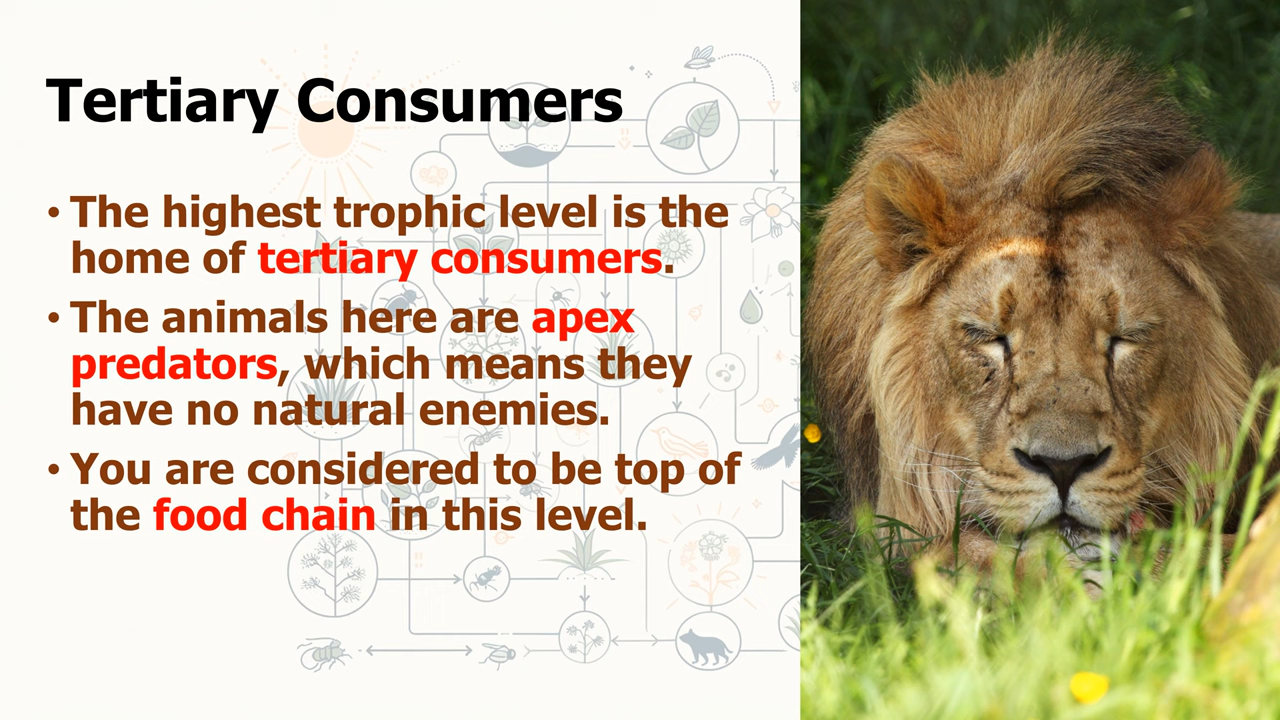 Tertiary Consumers
• The highest trophic level is the
home of tertiary consumers.
• The animals here are apex
predators, which means they
have no natural enemies.
• You are considered to be top of
the food chain in this level.